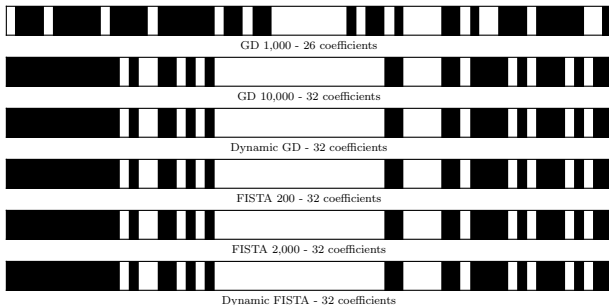 GD 1,000 - 26 coefficients
GD 10,000 - 32 coefficients
Dynamic GD - 32 coefficients
FISTA 200 - 32 coefficients
FISTA 2,000 - 32 coefficients
Dynamic FISTA - 32 coefficients